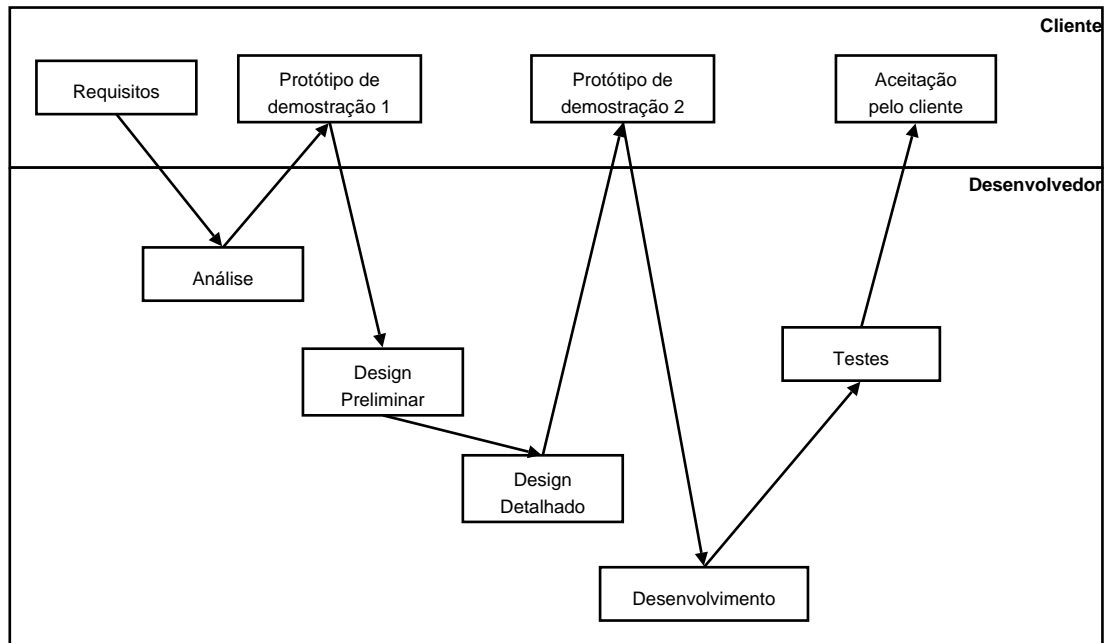 Cliente
Requisitos
Protótipo de
demostração 1
Protótipo de
demostração 2
Aceitação
pelo cliente
Desenvolvedor
Análise
Design
Preliminar
Testes
Design
Detalhado
Desenvolvimento